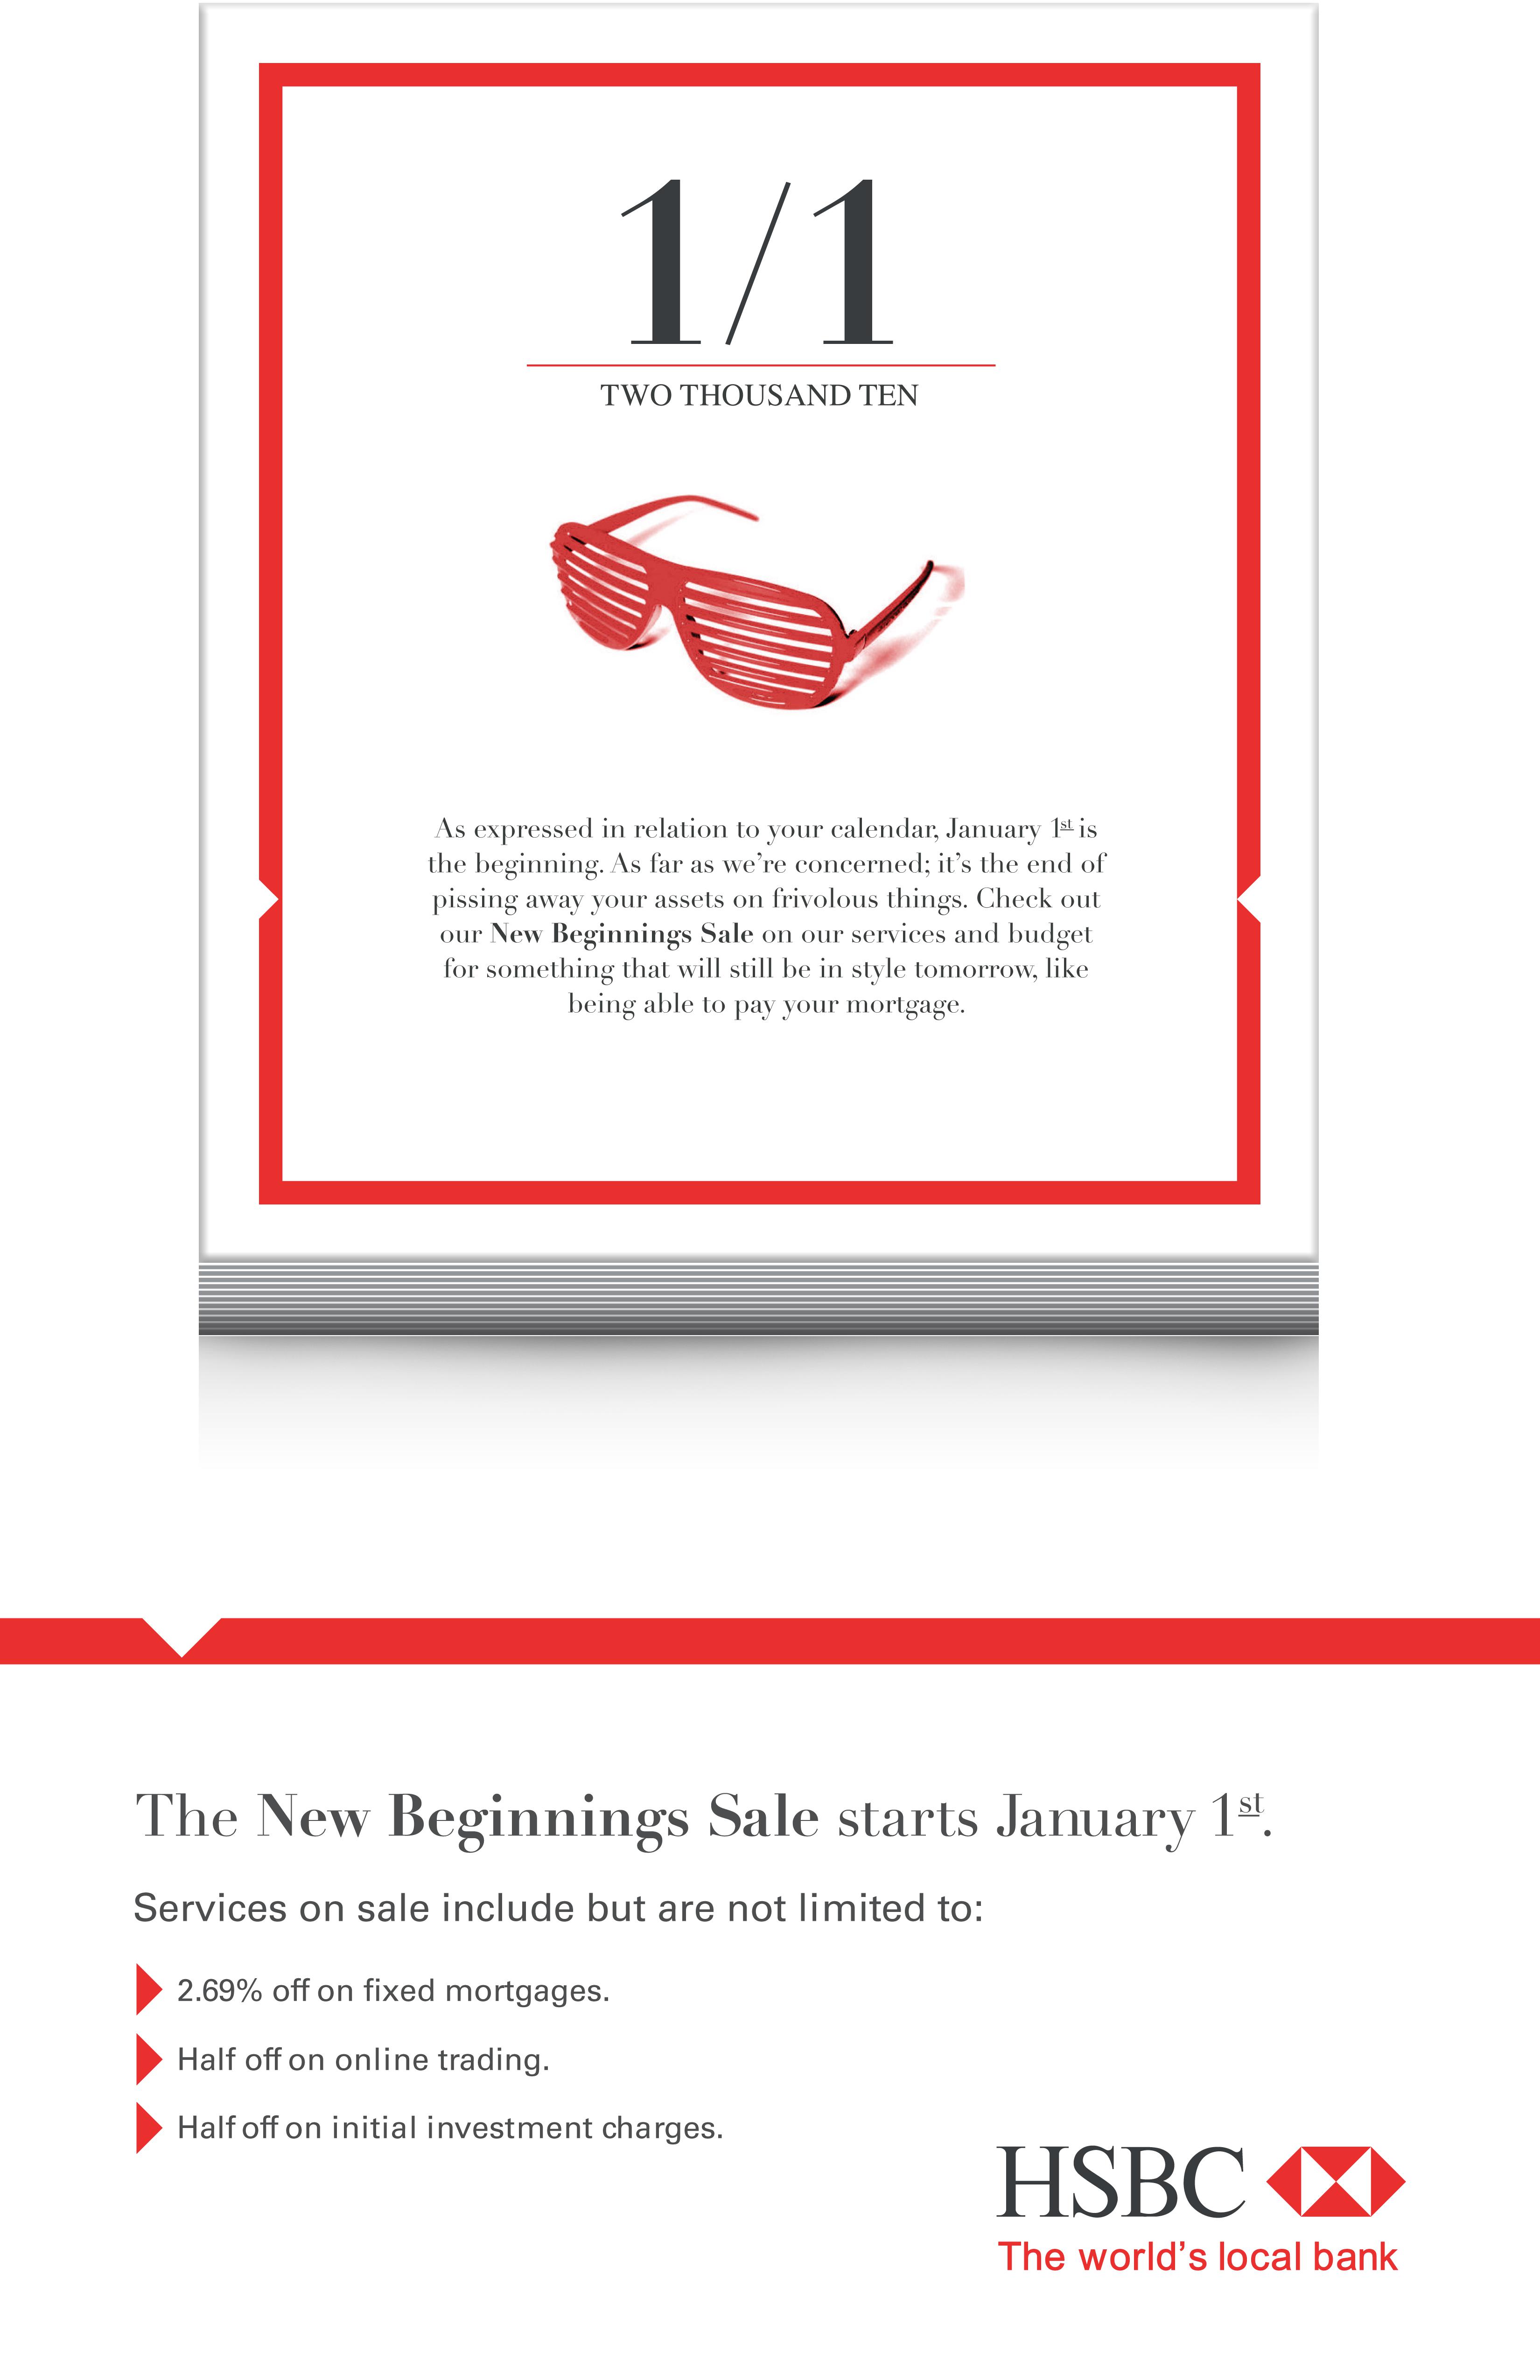 1/1
TWO THOUSAND TEN
As expressed in relation to your calendar, January 1st is
the beginning. As far as we're concerned; it's the end of
pissing away your assets on frivolous things. Check out
our New Beginnings Sale on our services and budget
for something that will still be in style tomorrow, like
being able to pay your mortgage.
The New Beginnings Sale starts January 1st.
Services on sale include but are not limited to:
2.69% off on fixed mortgages.
Half off on online trading.
Half off on initial investment charges.
HSBC
The world's local bank